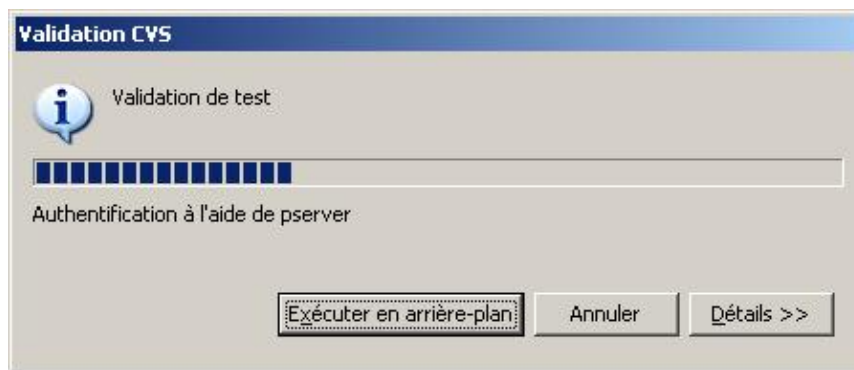 Validation CVS
Validation de test
Authentification à l'aide de pserver
Exécuter en arrière-plan
Annuler
Détails >>